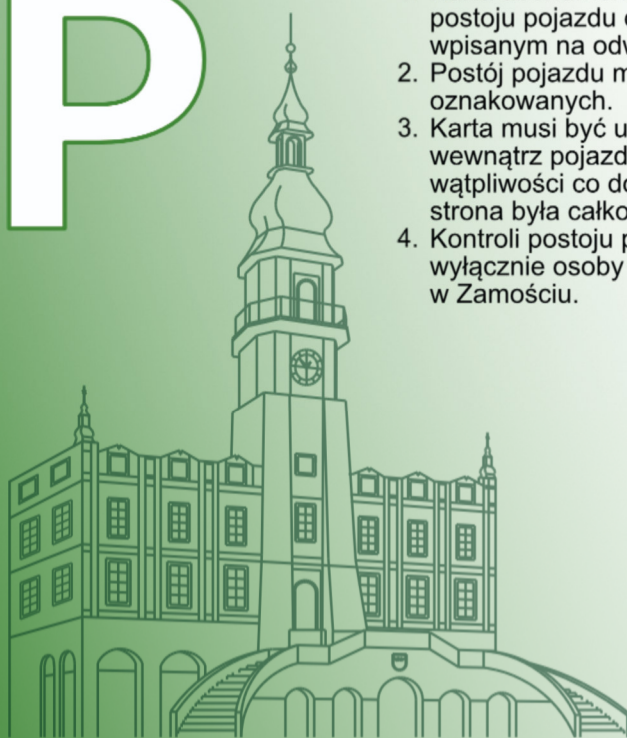 P
postoju pojazdu
wpisanym na
2. Postój pojazdu
oznakowanych.
3. Karta musi być
wewnątrz
wątpliwości co
strona była
4. Kontroli postoju
wyłącznie osoby
w Zamościu.